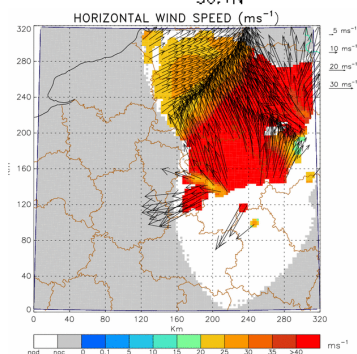 HORIZONTAL WIND SPEED (ms⁻¹)
320
280
240
200
160
120
80
40
0
5 ms⁻¹
10 ms⁻¹
20 ms⁻¹
30 ms⁻¹
0 40 80 120 160 200 240 280 320
Km
nad noc 0 0.1 5 10 15 20 25 30 35 >40 ms⁻¹